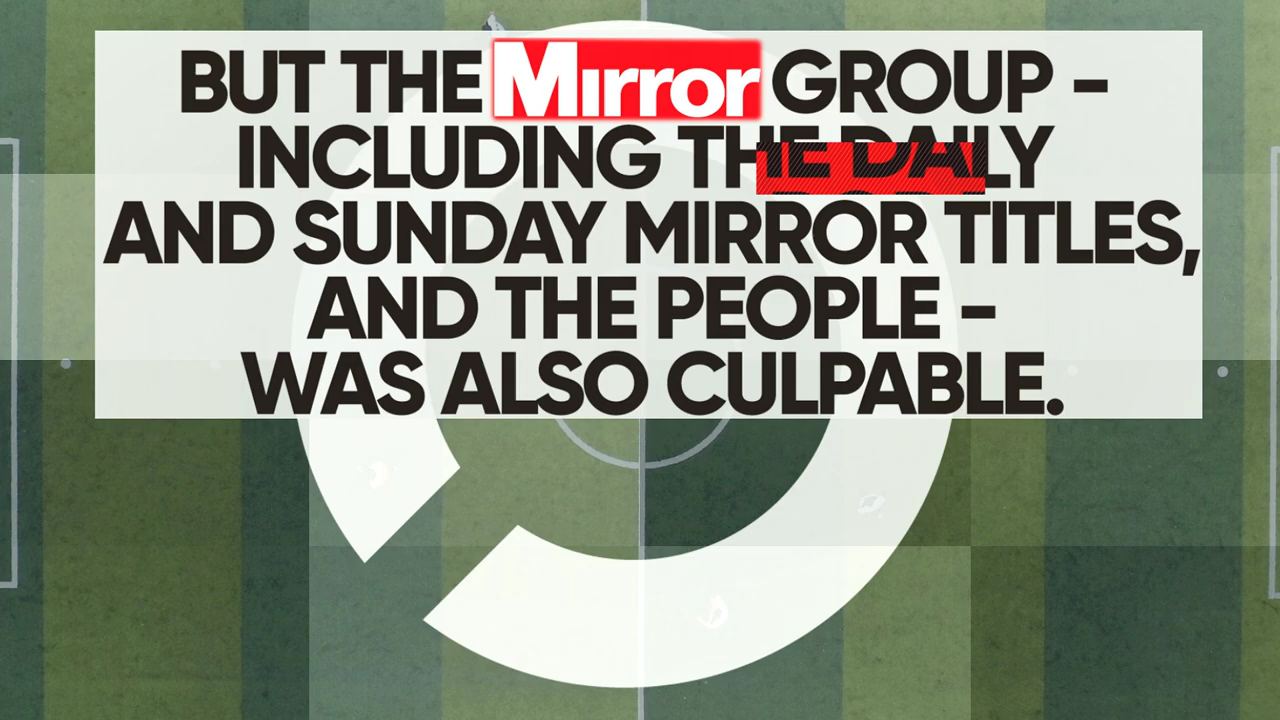 BUT THE Mirror GROUP -
INCLUDING THE DAILY
AND SUNDAY MIRROR TITLES,
AND THE PEOPLE -
WAS ALSO CULPABLE.